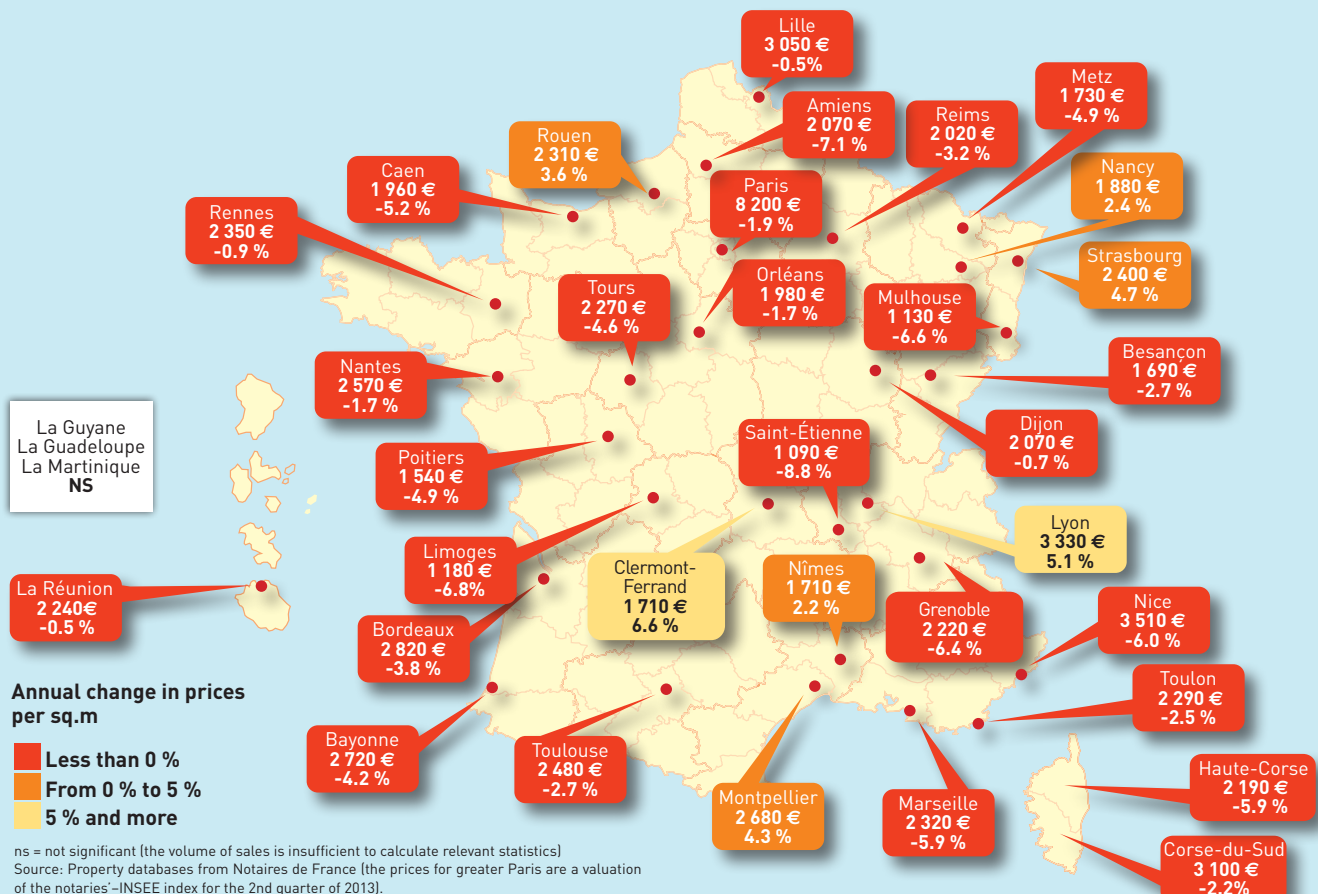 Lille
3 050 €
-0.5%
Metz
1 730 €
-4.9 %
Amiens
2 070 €
-7.1 %
Reims
2 020 €
-3.2 %
Rouen
2 310 €
3.6 %
Nancy
1 880 €
2.4 %
Caen
1 960 €
-5.2 %
Paris
8 200 €
-1.9 %
Rennes
2 350 €
-0.9 %
Strasbourg
2 400 €
4.7 %
Orléans
1 980 €
-1.7 %
Tours
2 270 €
-4.6 %
Mulhouse
1 130 €
-6.6 %
Besançon
1 690 €
-2.7 %
Nantes
2 570 €
-1.7 %
La Guyane
La Guadeloupe
La Martinique
NS
Dijon
2 070 €
-0.7 %
Saint-Étienne
1 090 €
-8.8 %
Poitiers
1 540 €
-4.9 %
Lyon
3 330 €
5.1 %
Limoges
1 180 €
-6.8%
Clermont-
Ferrand
1 710 €
6.6 %
Nîmes
1 710 €
2.2 %
La Réunion
2 240€
-0.5 %
Grenoble
2 220 €
-6.4 %
Nice
3 510 €
-6.0 %
Bordeaux
2 820 €
-3.8 %
Toulon
2 290 €
-2.5 %
Annual change in prices
per sq.m
Less than 0 %
From 0 % to 5 %
5 % and more
Bayonne
2 720 €
-4.2 %
Toulouse
2 480 €
-2.7 %
Montpellier
2 680 €
4.3 %
Marseille
2 320 €
-5.9 %
Haute-Corse
2 190 €
-5.9 %
Corse-du-Sud
3 100 €
-2.2%
ns = not significant (the volume of sales is insufficient to calculate relevant statistics)
Source: Property databases from Notaires de France (the prices for greater Paris are a valuation
of the notaries'–INSEE index for the 2nd quarter of 2013).